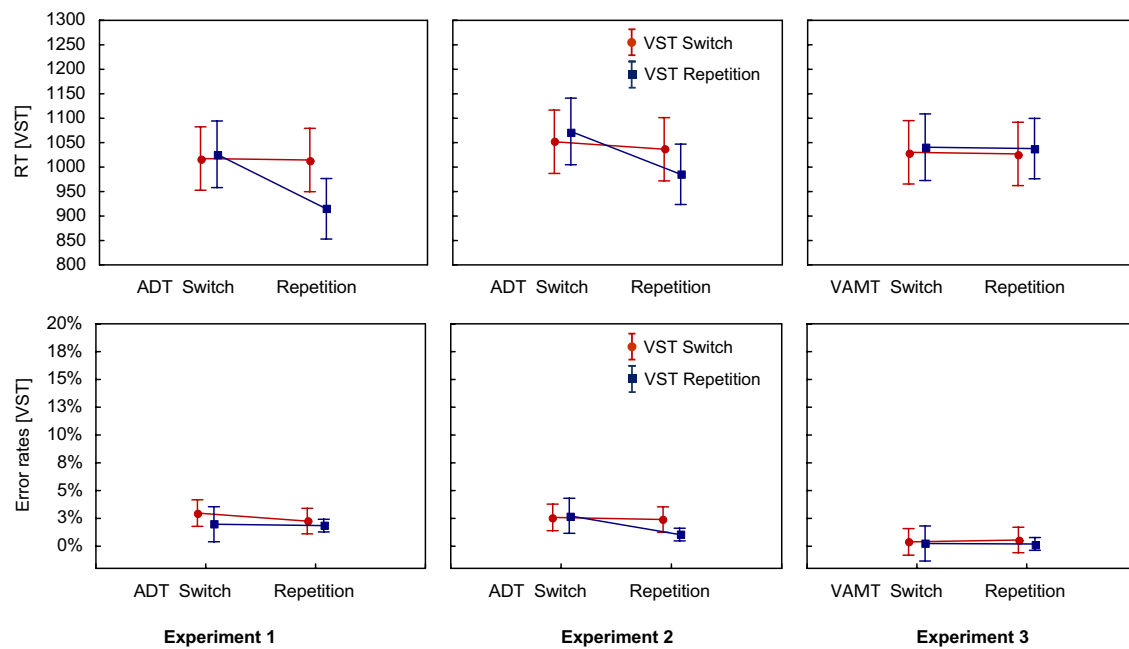 1300
1250
1200
1150
1100
1050
1000
950
900
850
800
RT [VST]
VST Switch
VST Repetition
ADT Switch Repetition
ADT Switch Repetition
VAMT Switch Repetition
20%
18%
15%
13%
10%
8%
5%
3%
0%
Error rates [VST]
VST Switch
VST Repetition
ADT Switch Repetition
ADT Switch Repetition
VAMT Switch Repetition
Experiment 1
Experiment 2
Experiment 3